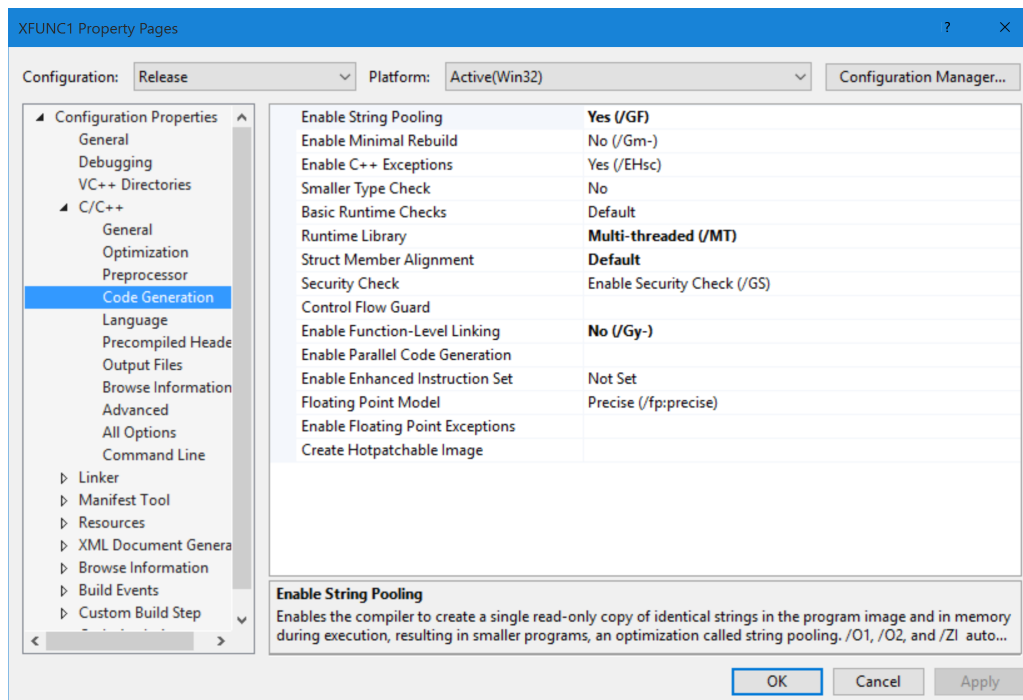 XFUNC1 Property Pages ? ×
Configuration: Release Platform: Active(Win32) Configuration Manager...
Configuration Properties
General
Debugging
VC++ Directories
C/C++
General
Optimization
Preprocessor
Code Generation
Language
Precompiled Heade
Output Files
Browse Information
Advanced
All Options
Command Line
Linker
Manifest Tool
Resources
XML Document Genera
Browse Information
Build Events
Custom Build Step
Enable String Pooling Yes (/GF)
Enable Minimal Rebuild No (/Gm-)
Enable C++ Exceptions Yes (/EHsc)
Smaller Type Check No
Basic Runtime Checks Default
Runtime Library Multi-threaded (/MT)
Struct Member Alignment Default
Security Check Enable Security Check (/GS)
Control Flow Guard
Enable Function-Level Linking No (/Gy-)
Enable Parallel Code Generation
Enable Enhanced Instruction Set Not Set
Floating Point Model Precise (/fp:precise)
Enable Floating Point Exceptions
Create Hotpatchable Image
Enable String Pooling
Enables the compiler to create a single read-only copy of identical strings in the program image and in memory
during execution, resulting in smaller programs, an optimization called string pooling. /O1, /O2, and /ZI auto...
OK Cancel Apply